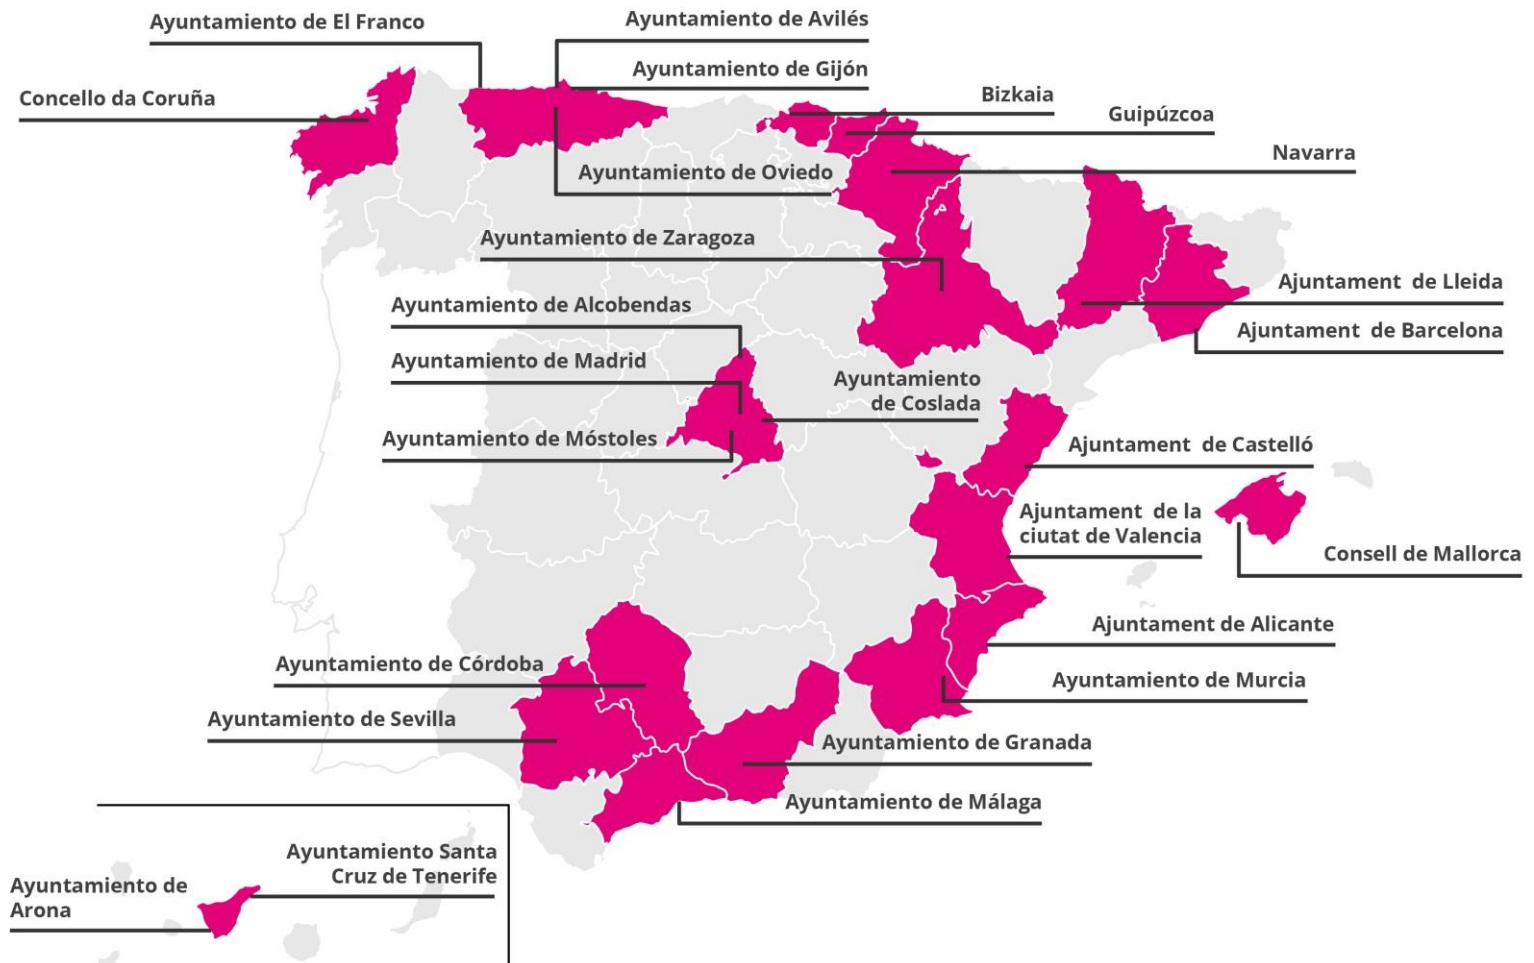 Ayuntamiento de El Franco
Ayuntamiento de Avilés
Ayuntamiento de Gijón
Concello da Coruña
Bizkaia
Guipúzcoa
Navarra
Ayuntamiento de Oviedo
Ayuntamiento de Zaragoza
Ajuntament de Lleida
Ayuntamiento de Alcobendas
Ajuntament de Barcelona
Ayuntamiento de Madrid
Ayuntamiento
de Coslada
Ayuntamiento de Móstoles
Ajuntament de Castelló
Ajuntament de la
ciutat de Valencia
Consell de Mallorca
Ajuntament de Alicante
Ayuntamiento de Córdoba
Ayuntamiento de Murcia
Ayuntamiento de Sevilla
Ayuntamiento de Granada
Ayuntamiento de Málaga
Ayuntamiento Santa
Cruz de Tenerife
Ayuntamiento de
Arona